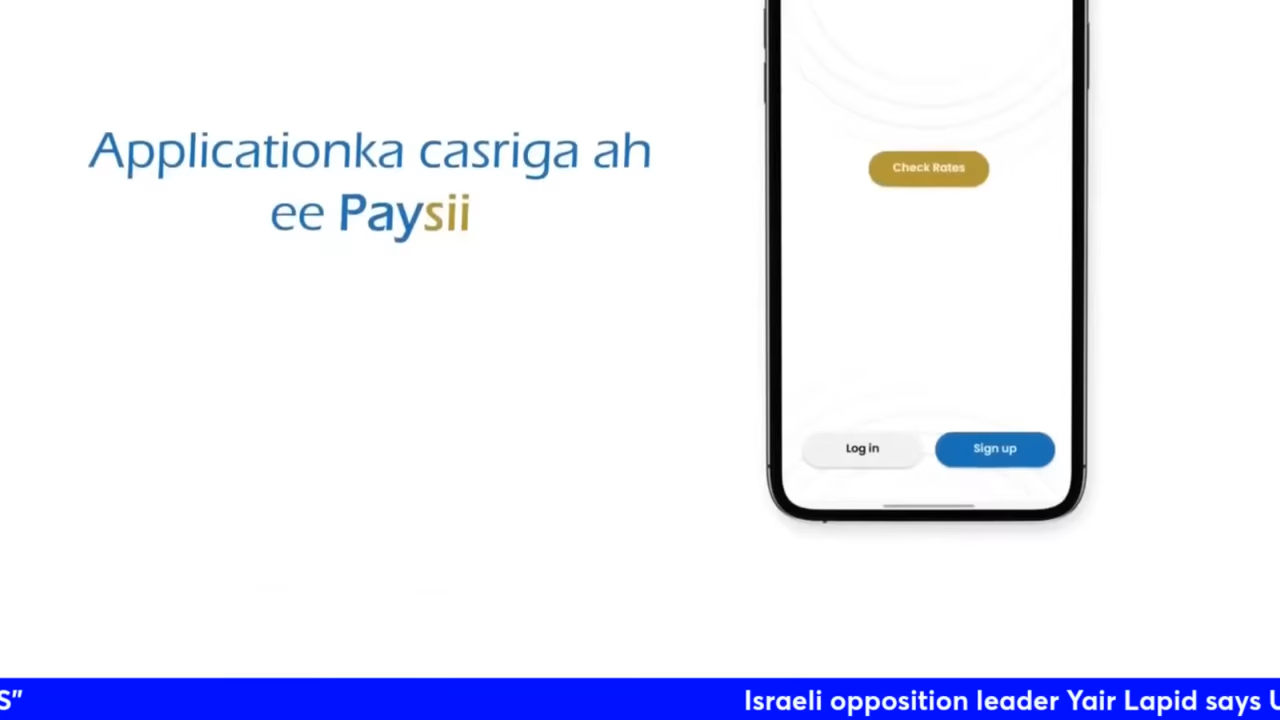 Applicationka casriga ah
ee Paysii
Check Rates
Log in
Sign up
S”
Israeli opposition leader Yair Lapid says U